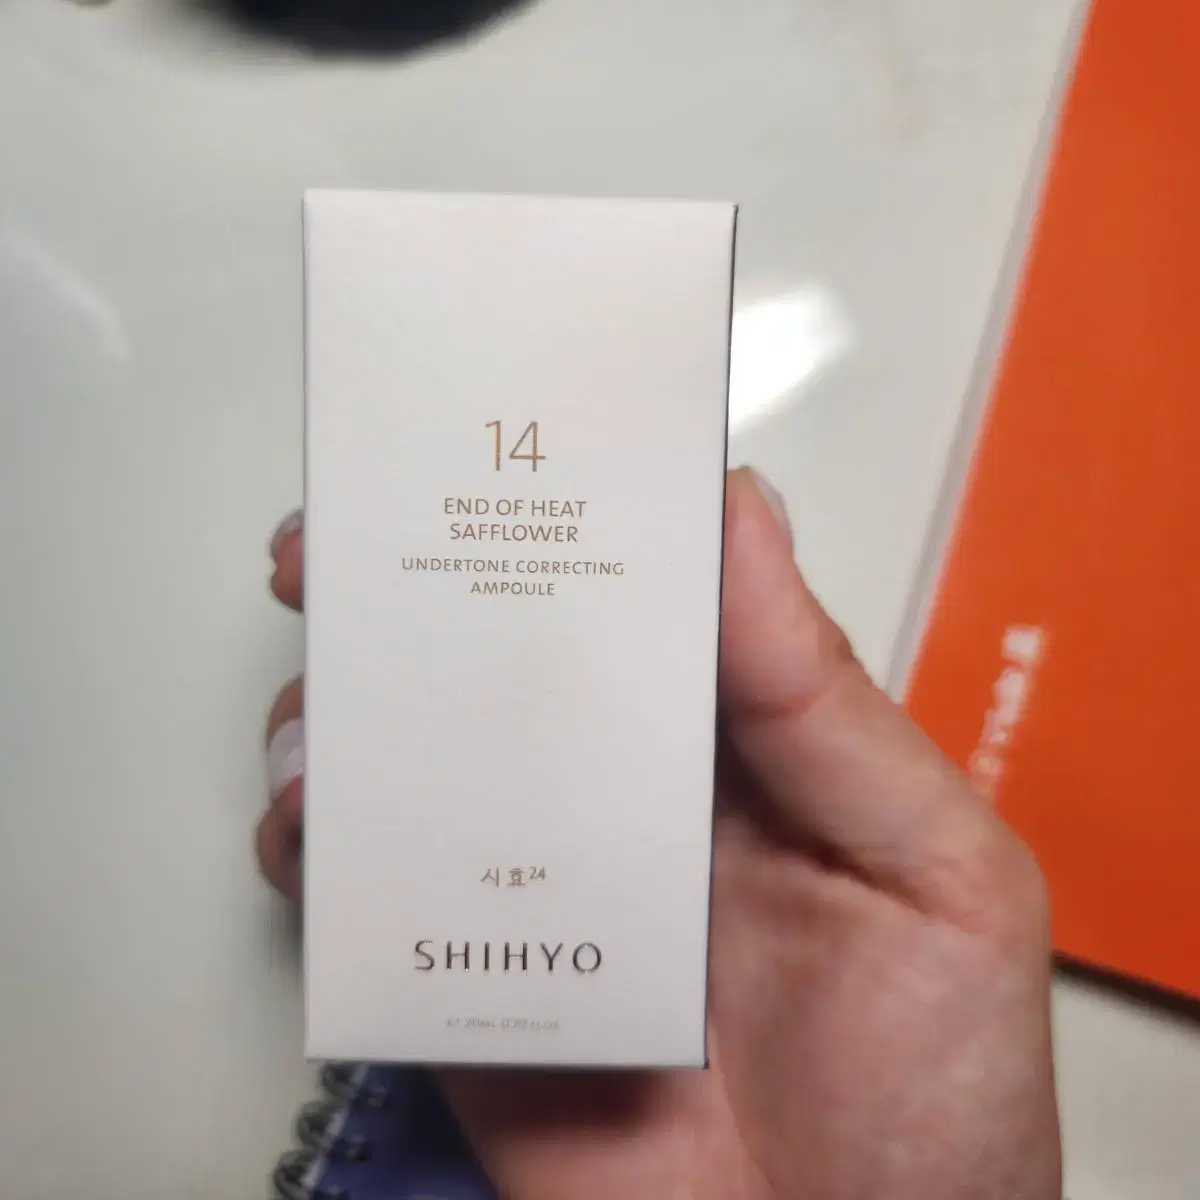 14
END OF HEAT
SAFFLOWER
UNDERTONE CORRECTING
AMPOULE
시효24
SHIHYO